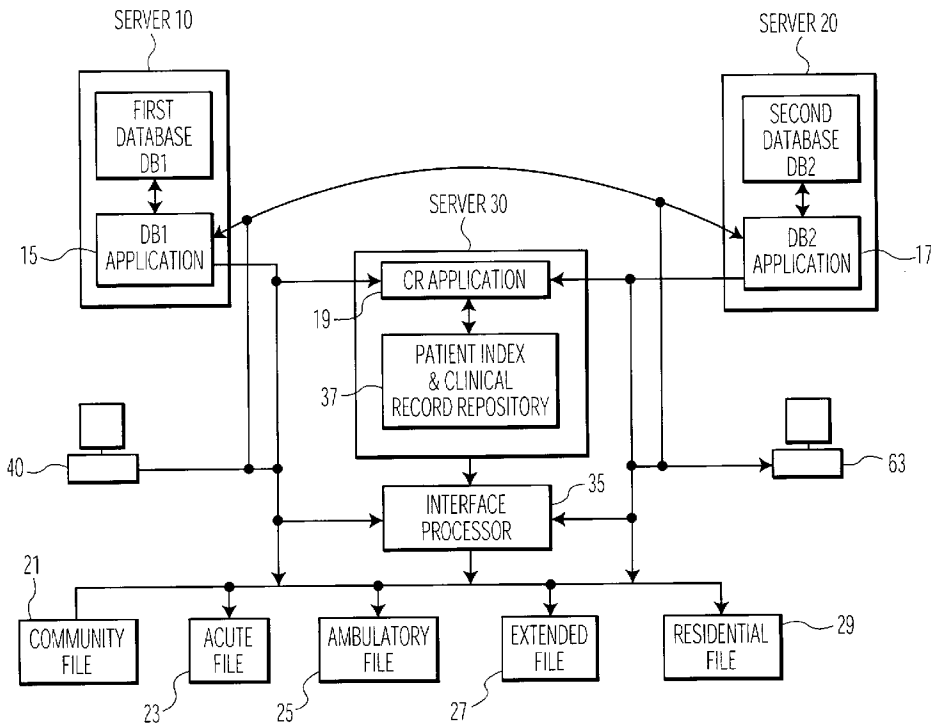 SERVER 10
SERVER 20
FIRST
DATABASE
DB1
SECOND
DATABASE
DB2
SERVER 30
15
DB1
APPLICATION
DB2
APPLICATION
17
CR APPLICATION
19
PATIENT INDEX
& CLINICAL
RECORD REPOSITORY
37
40
63
35
INTERFACE
PROCESSOR
21
COMMUNITY
FILE
ACUTE
FILE
AMBULATORY
FILE
EXTENDED
FILE
RESIDENTIAL
FILE
29
23
25
27